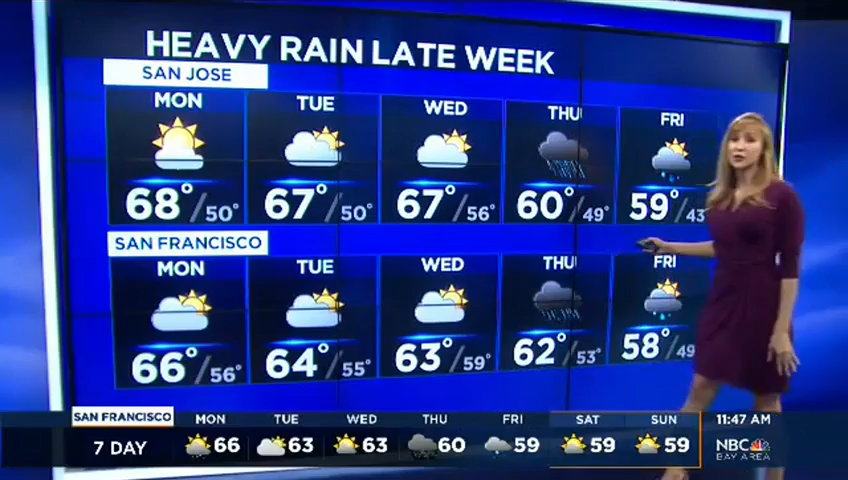 HEAVY RAIN LATE WEEK
SAN JOSE
MON TUE WED THU FRI
68°/50° 67°/50° 67°/56° 60°/49° 59°/43
SAN FRANCISCO
MON TUE WED THU FRI
66°/56° 64°/55° 63°/59° 62°/53° 58°/49
SAN FRANCISCO MON TUE WED THU FRI SAT SUN 11:47 AM
7 DAY 66 63 63 60 59 59 59 NBC
BAY AREA